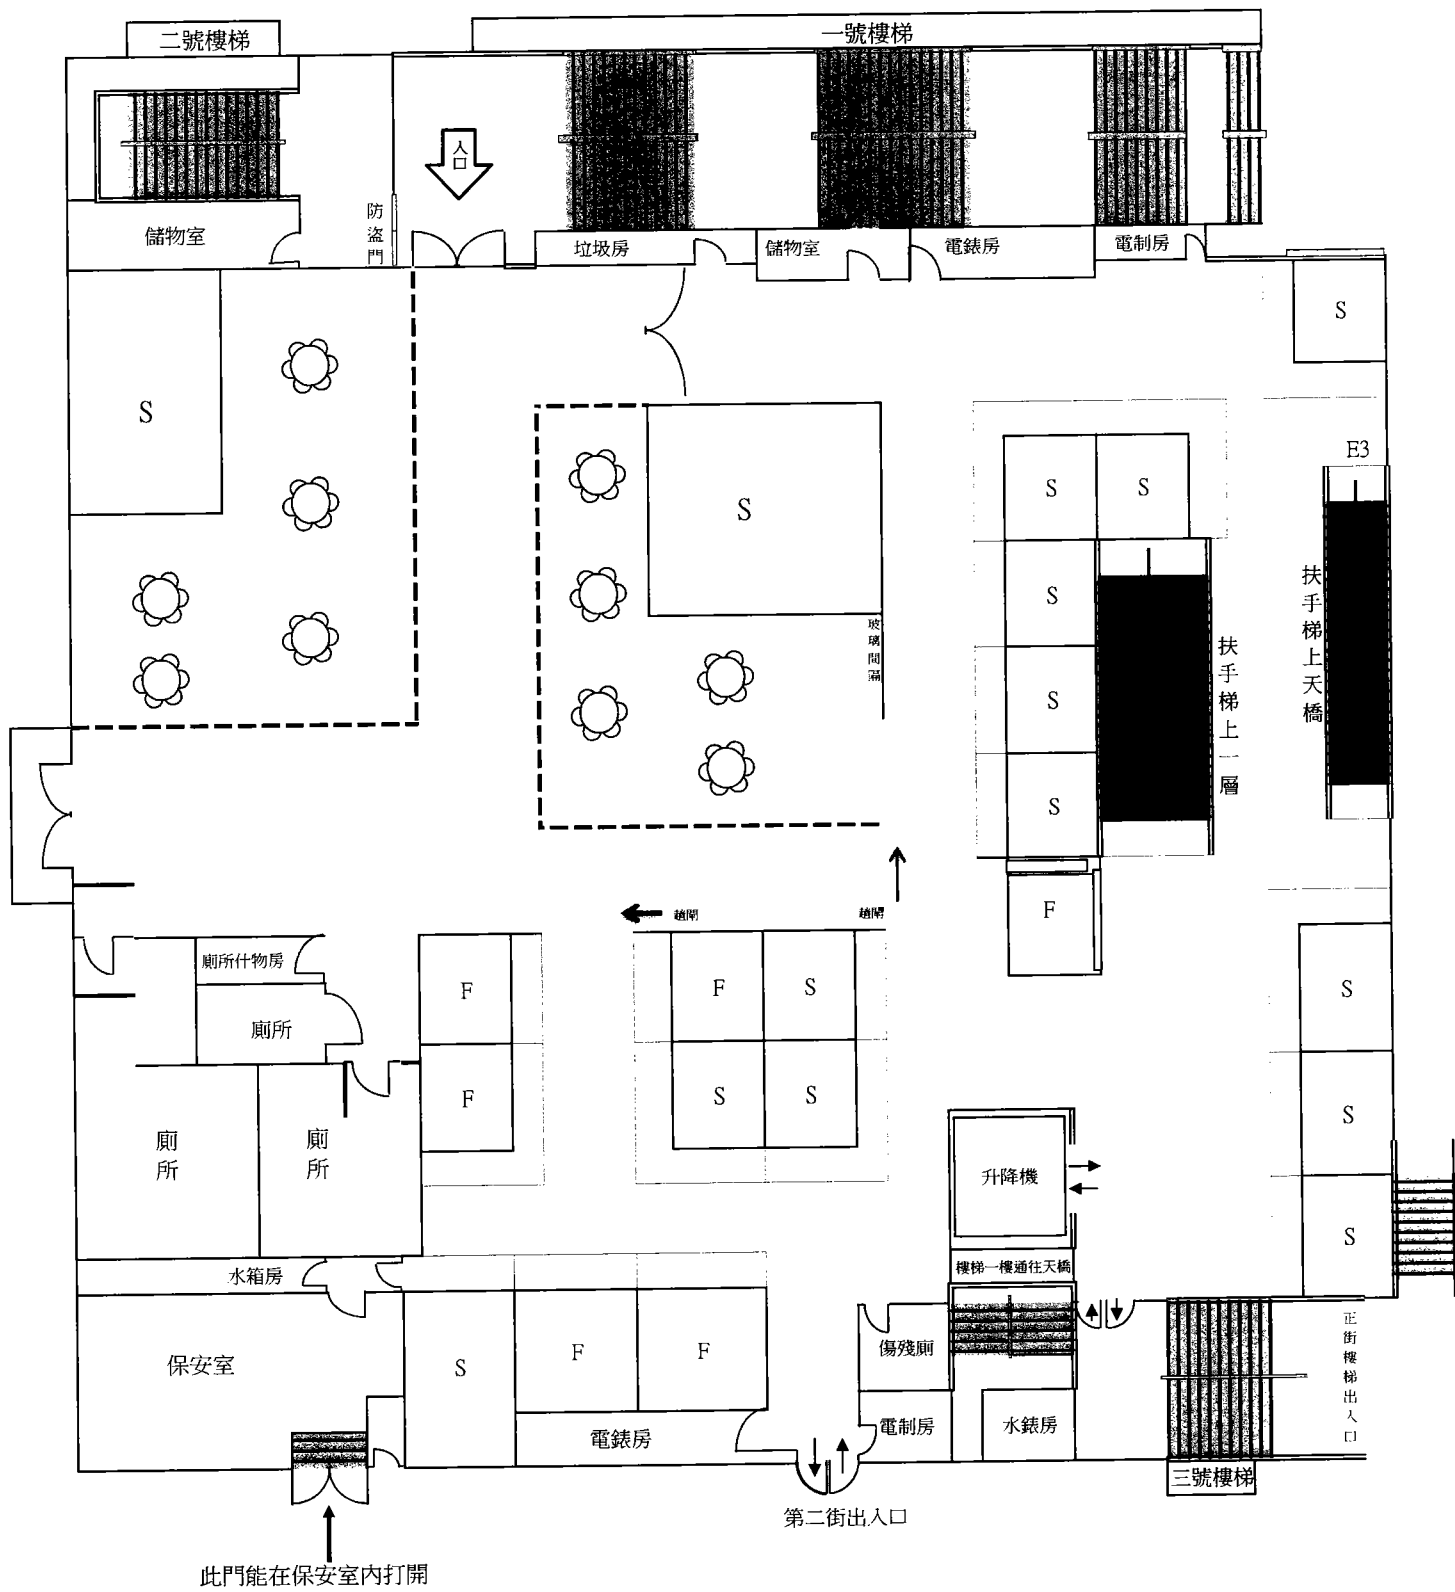 二號樓梯
一號樓梯
入口
防盜門
儲物室
垃圾房
儲物室
電錶房
電制房
S
S
E3
S
S
S
S
扶手梯上天橋
玻璃間隔
扶手梯上一層
S
S
F
趟閘
趟閘
廁所什物房
廁所
F
F
S
S
F
S
S
廁所
廁所
S
升降機
S
水箱房
樓梯一樓通往天橋
保安室
S
F
F
傷殘廁
正街樓梯出入口
電錶房
電制房
水錶房
三號樓梯
第二街出入口
此門能在保安室內打開